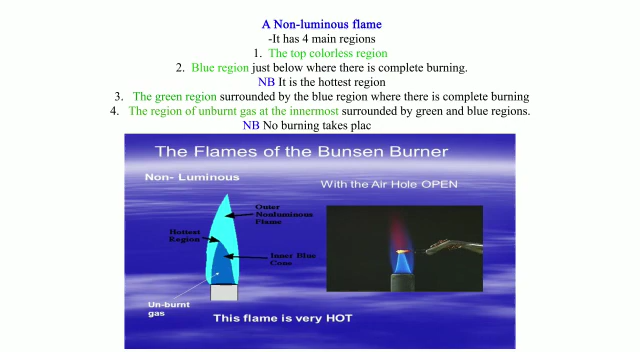 A Non-luminous flame
-It has 4 main regions
1. The top colorless region
2. Blue region just below where there is complete burning.
NB It is the hottest region
3. The green region surrounded by the blue region where there is complete burning
4. The region of unburnt gas at the innermost surrounded by green and blue regions.
NB No burning takes plac
The Flames of the Bunsen Burner
Non- Luminous
With the Air Hole OPEN
Outer
Nonluminous
Flame
Hottest
Region
Inner Blue
Cone
Un-burnt
gas
This flame is very HOT